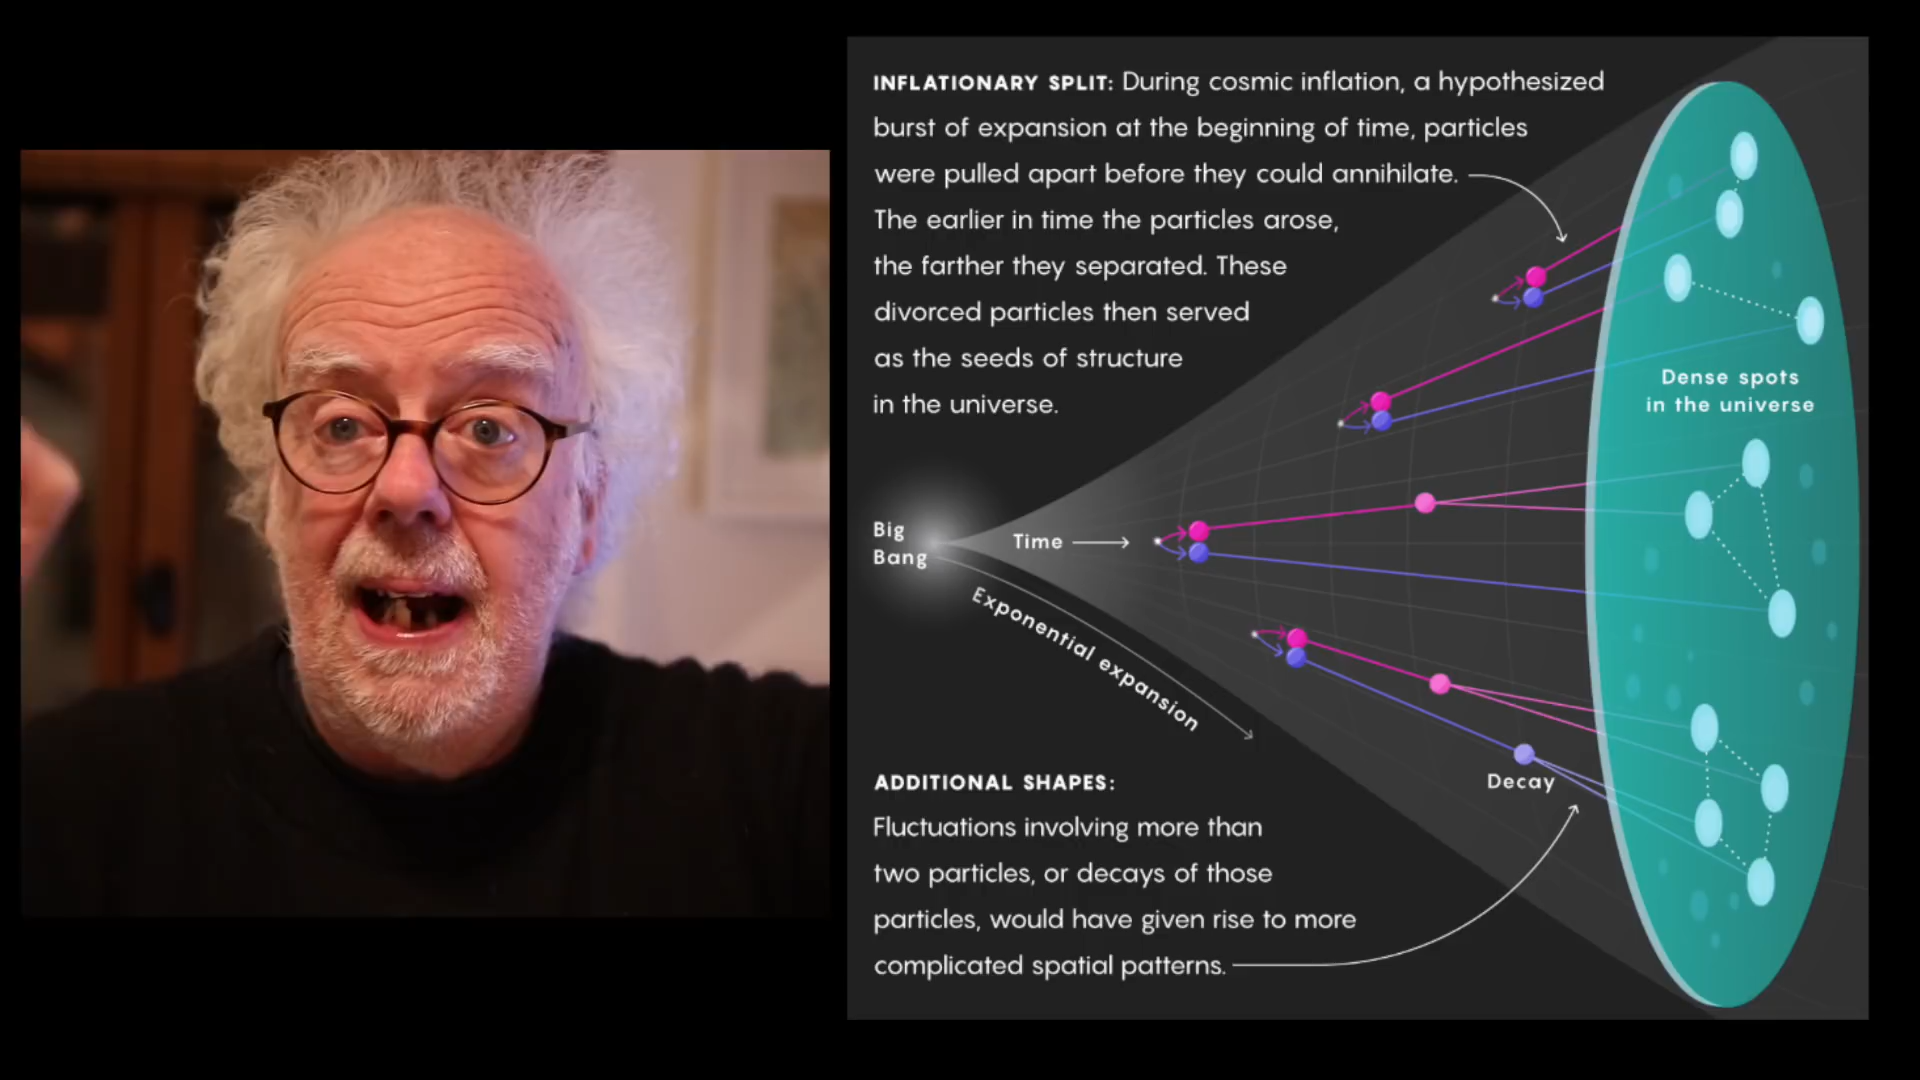 INFLATIONARY SPLIT: During cosmic inflation, a hypothesized
burst of expansion at the beginning of time, particles
were pulled apart before they could annihilate.
The earlier in time the particles arose,
the farther they separated. These
divorced particles then served
as the seeds of structure
in the universe.
Dense spots
in the universe
Big
Bang
Time
Exponential expansion
Decay
ADDITIONAL SHAPES:
Fluctuations involving more than
two particles, or decays of those
particles, would have given rise to more
complicated spatial patterns.